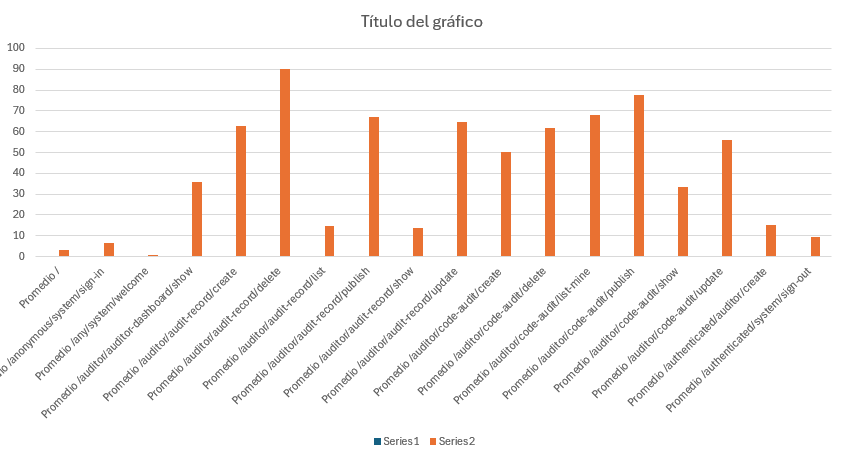 Título del gráfico
100
90
80
70
60
50
40
30
20
10
0
Promedio /
/anonymous/system/sign-in
Promedio /any/system/welcome
Promedio /auditor/auditor-dashboard/show
Promedio /auditor/audit-record/create
Promedio /auditor/audit-record/delete
Promedio /auditor/audit-record/list
Promedio /auditor/audit-record/publish
Promedio /auditor/audit-record/show
Promedio /auditor/audit-record/update
Promedio /auditor/code-audit/create
Promedio /auditor/code-audit/delete
Promedio /auditor/code-audit/list-mine
Promedio /auditor/code-audit/publish
Promedio /auditor/code-audit/show
Promedio /auditor/code-audit/update
Promedio /authenticated/auditor/create
Promedio /authenticated/system/sign-out
Series1 Series2